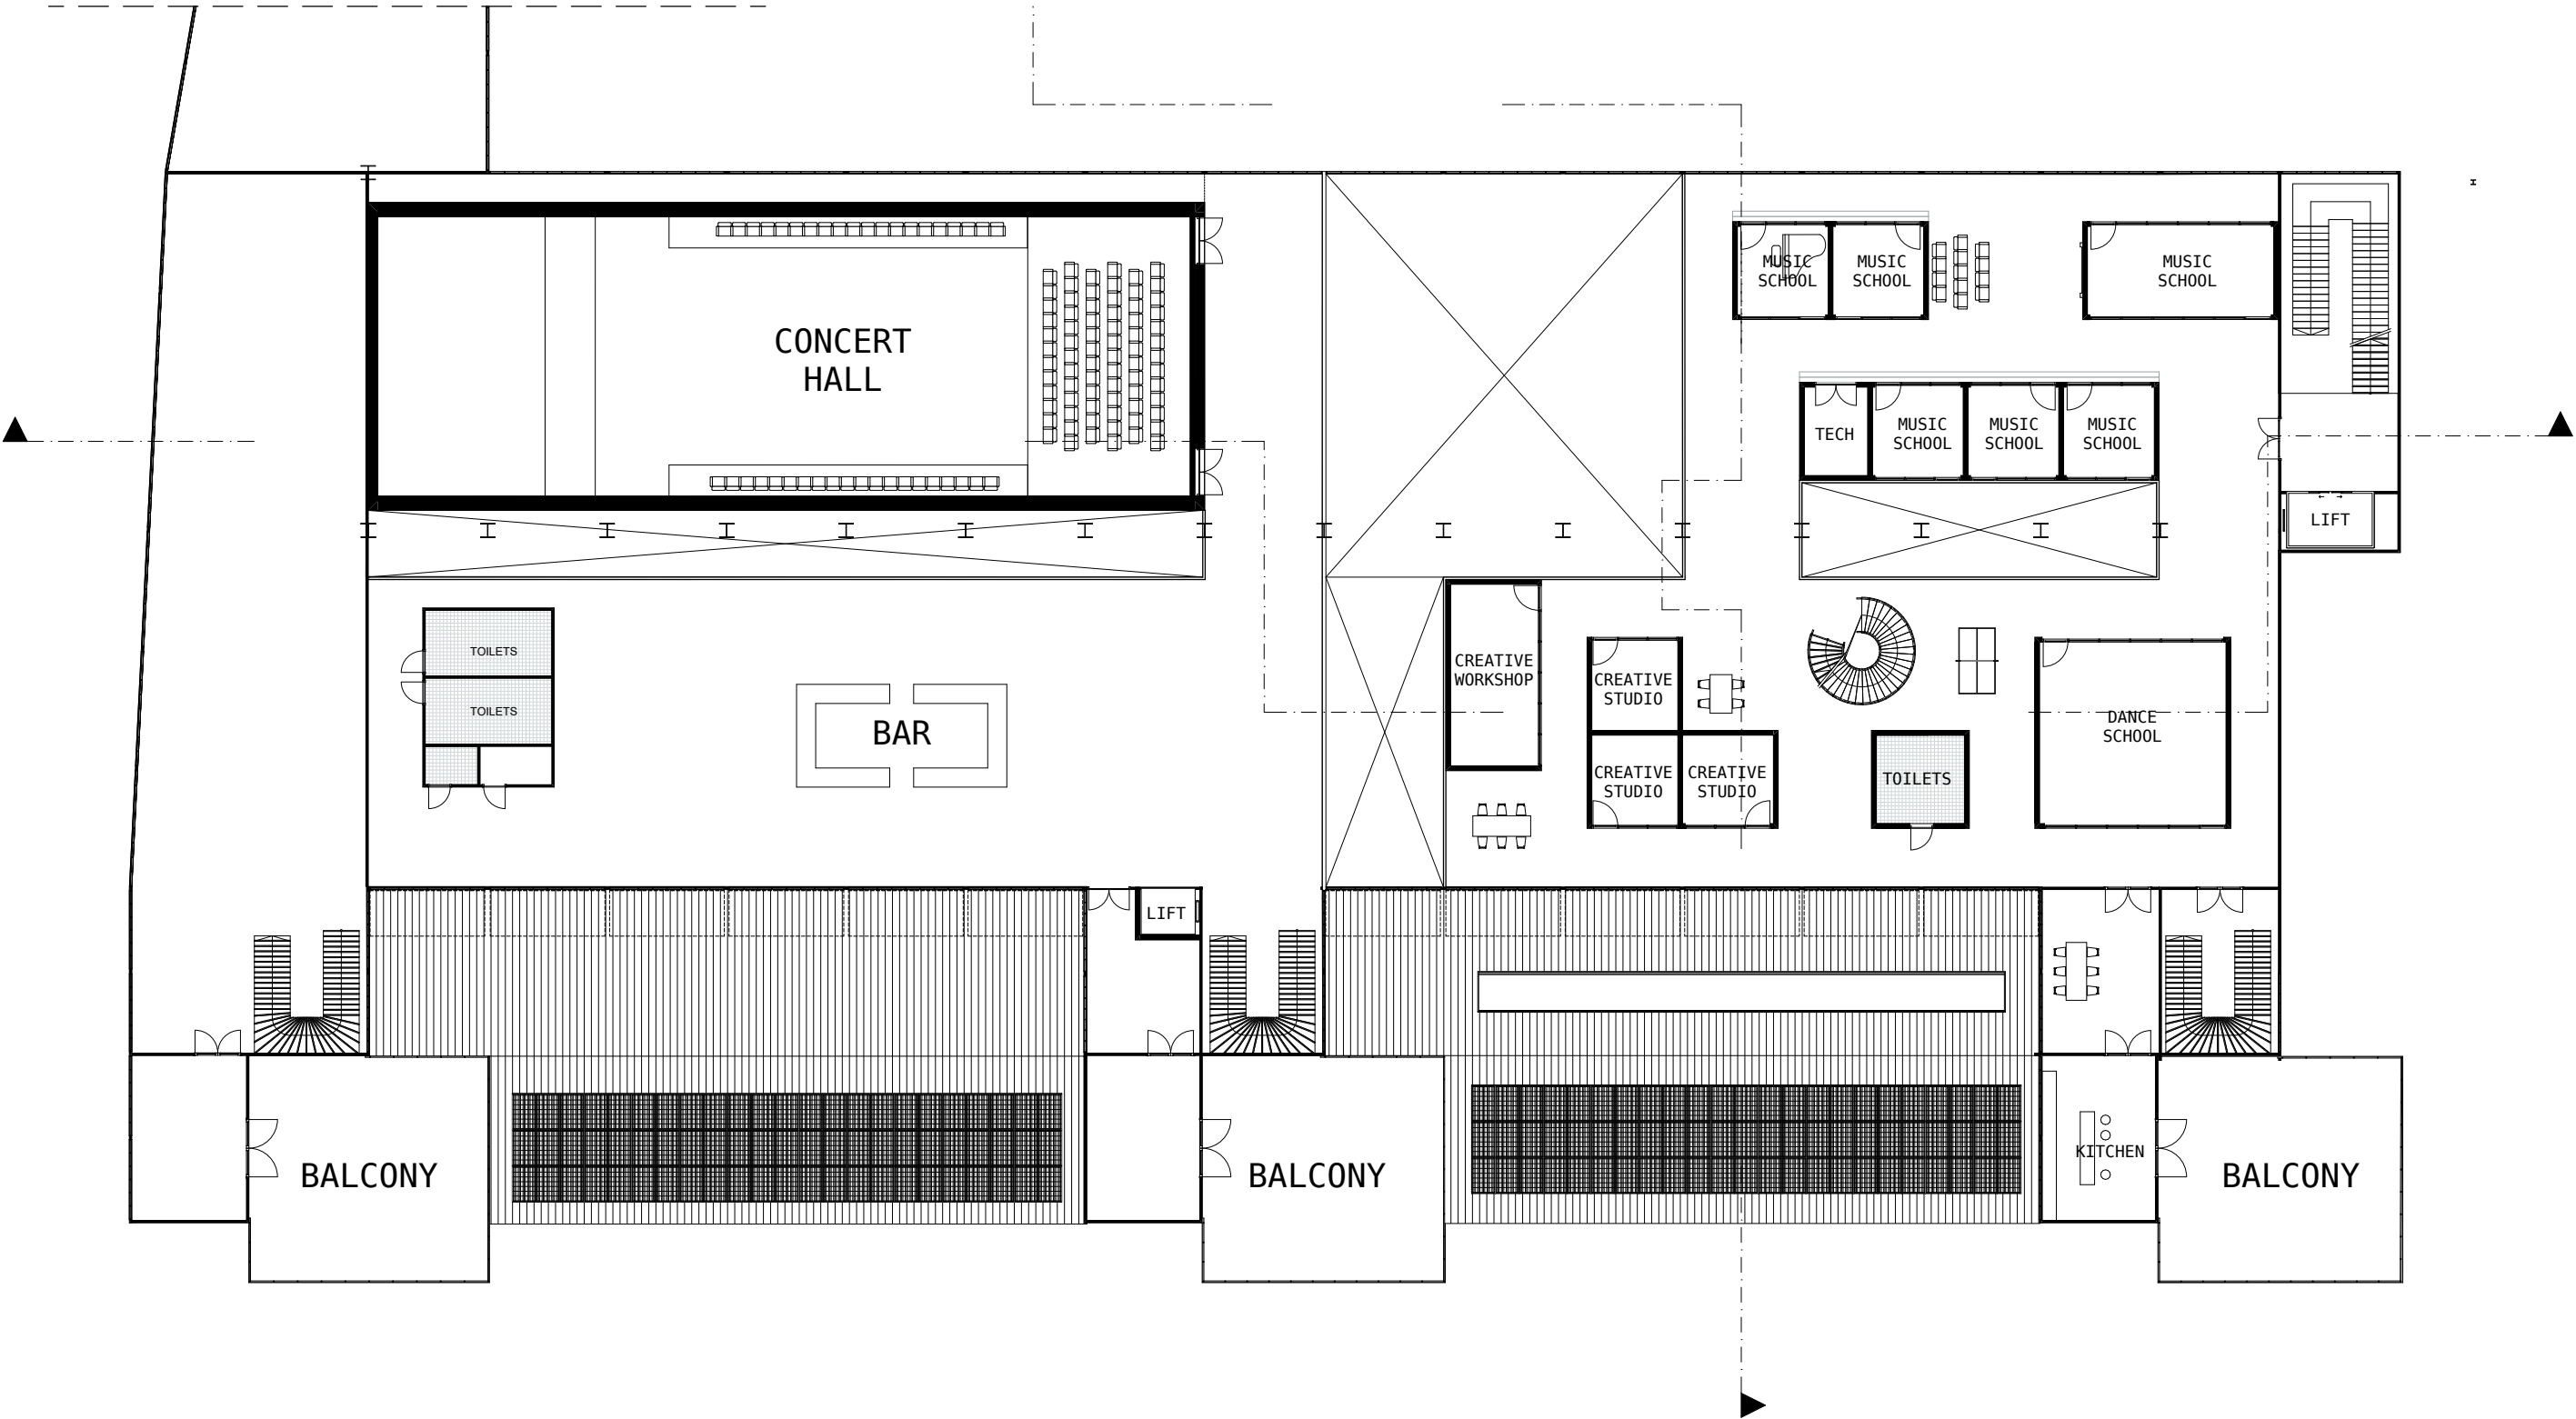 MUSIC
SCHOOL
MUSIC
SCHOOL
MUSIC
SCHOOL
CONCERT
HALL
TECH
MUSIC
SCHOOL
MUSIC
SCHOOL
MUSIC
SCHOOL
LIFT
TOILETS
TOILETS
BAR
CREATIVE
WORKSHOP
CREATIVE
STUDIO
CREATIVE
STUDIO
CREATIVE
STUDIO
TOILETS
DANCE
SCHOOL
LIFT
BALCONY
BALCONY
KITCHEN
BALCONY